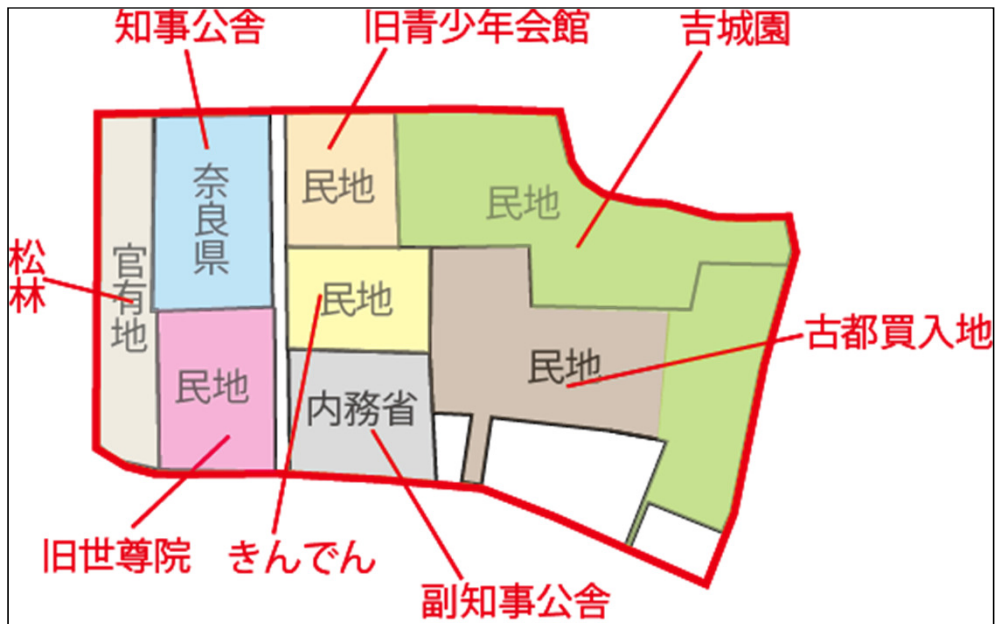 知事公舎
旧青少年会館
吉城園
奈良県
民地
民地
松林
官有地
民地
古都買入地
民地
民地
内務省
旧世尊院
きんでん
副知事公舎